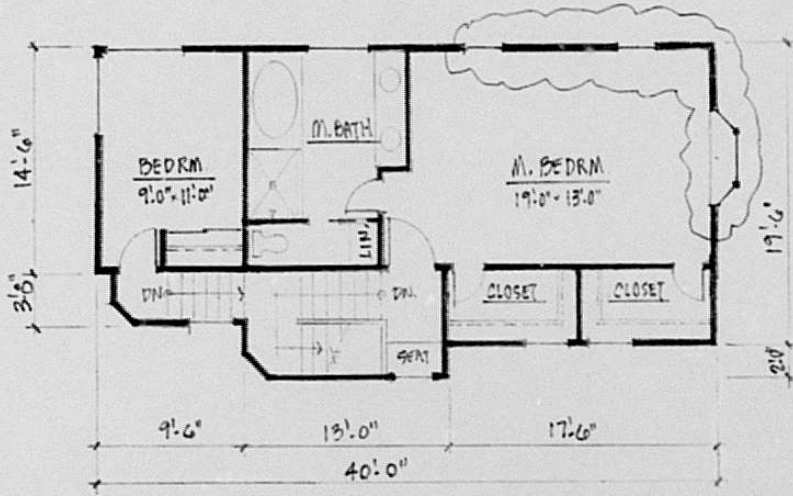 M. BATH
BEDRM
9'-0" × 11'-0"
M. BEDRM
19'-0" - 13'-0"
14'-6"
19'-6"
LIN.
3'-8"
DN
DN.
CLOSET
CLOSET
SEAT
2'-0"
9'-6"
13'-0"
17'-6"
40'-0"